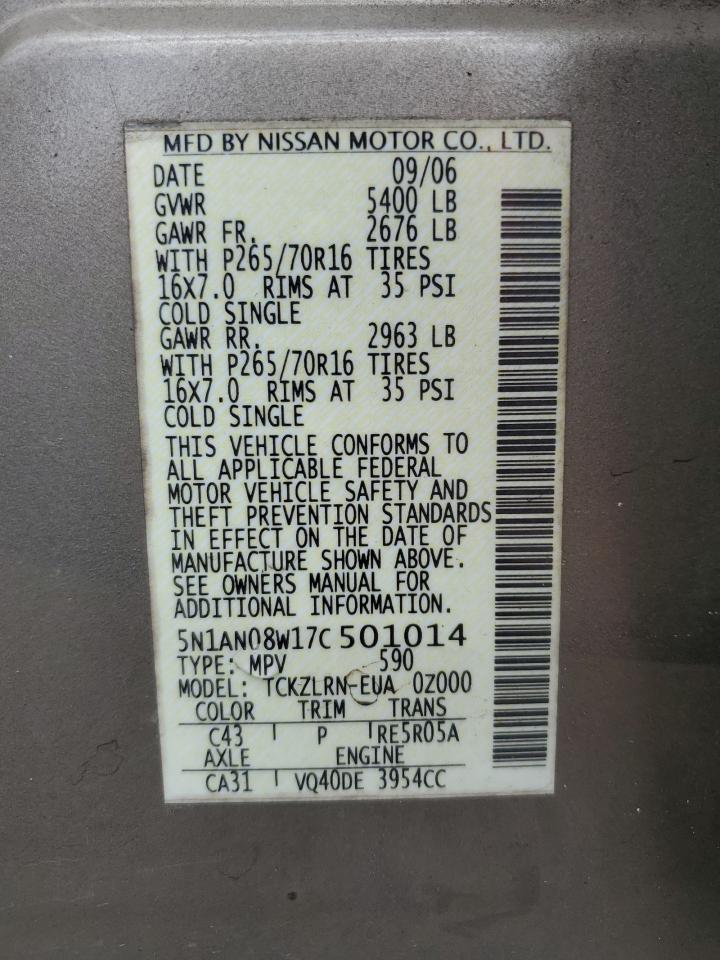 MFD BY NISSAN MOTOR CO., LTD.
DATE 09/06
GVWR 5400 LB
GAWR FR. 2676 LB
WITH P265/70R16 TIRES
16X7.0 RIMS AT 35 PSI
COLD SINGLE
GAWR RR. 2963 LB
WITH P265/70R16 TIRES
16X7.0 RIMS AT 35 PSI
COLD SINGLE
THIS VEHICLE CONFORMS TO
ALL APPLICABLE FEDERAL
MOTOR VEHICLE SAFETY AND
THEFT PREVENTION STANDARDS
IN EFFECT ON THE DATE OF
MANUFACTURE SHOWN ABOVE.
SEE OWNERS MANUAL FOR
ADDITIONAL INFORMATION.
5N1AN08W17C501014
TYPE: MPV 590
MODEL: TCKZLRN-EUA 0Z000
COLOR TRIM TRANS
C43 P RE5R05A
AXLE ENGINE
CA31 VQ40DE 3954CC